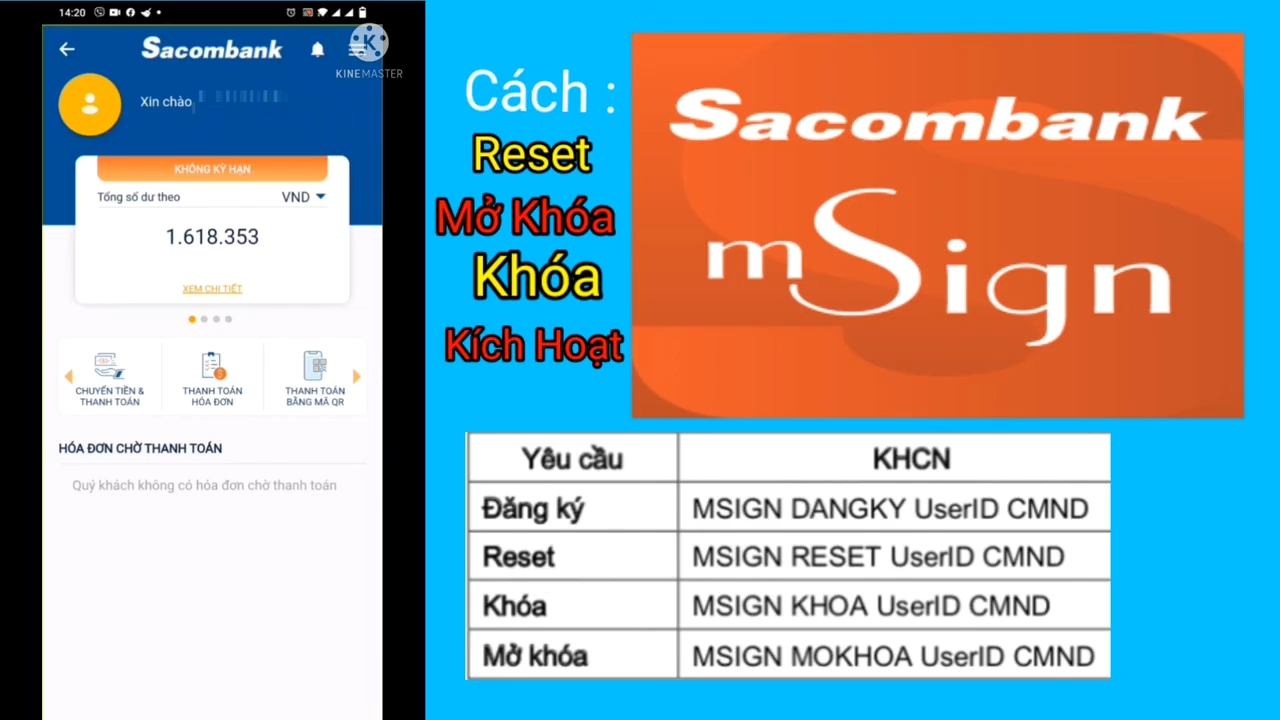 14:20
Sacombank
KINEMASTER
Xin chào
KHÔNG KỲ HẠN
Tổng số dư theo VND
1.618.353
XEM CHI TIẾT
CHUYỂN TIỀN &
THANH TOÁN
THANH TOÁN
HÓA ĐƠN
THANH TOÁN
BẰNG MÃ QR
HÓA ĐƠN CHỜ THANH TOÁN
Quý khách không có hóa đơn chờ thanh toán
Cách :
Reset
Mở Khóa
Khóa
Kích Hoạt
Sacombank
mSign
Yêu cầu KHCN
Đăng ký MSIGN DANGKY UserID CMND
Reset MSIGN RESET UserID CMND
Khóa MSIGN KHOA UserID CMND
Mở khóa MSIGN MOKHOA UserID CMND